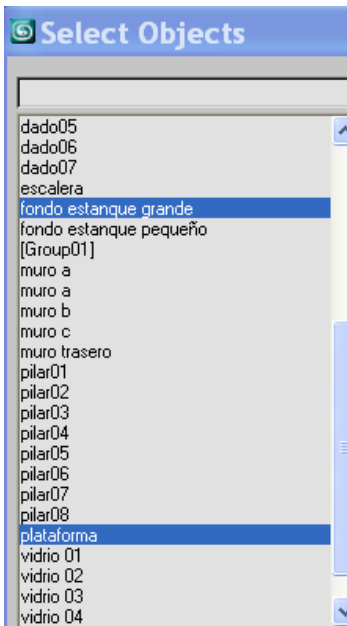 Select Objects
dado05
dado06
dado07
escalera
fondo estanque grande
fondo estanque pequeño
[Group01]
muro a
muro a
muro b
muro c
muro trasero
pilar01
pilar02
pilar03
pilar04
pilar05
pilar06
pilar07
pilar08
plataforma
vidrio 01
vidrio 02
vidrio 03
vidrio 04